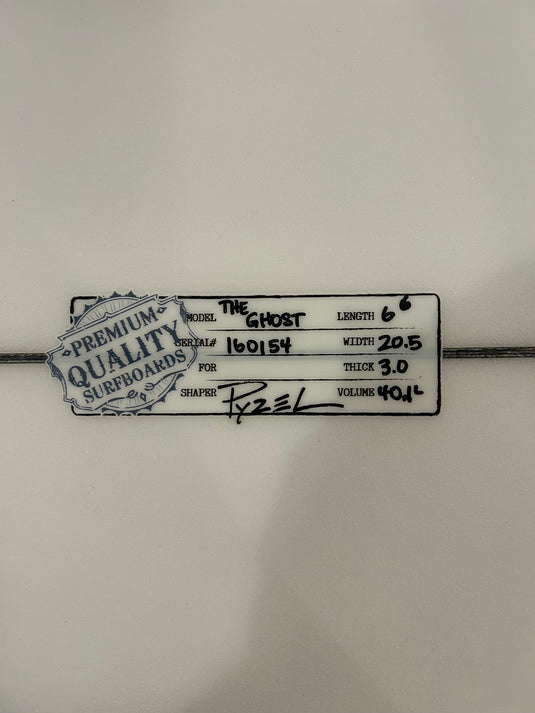 PREMIUM
QUALITY
SURFBOARDS
MODEL THE GHOST LENGTH 6 6
SERIAL# 160154 WIDTH 20.5
FOR THICK 3.0
SHAPER PYZEL VOLUME 40.1L